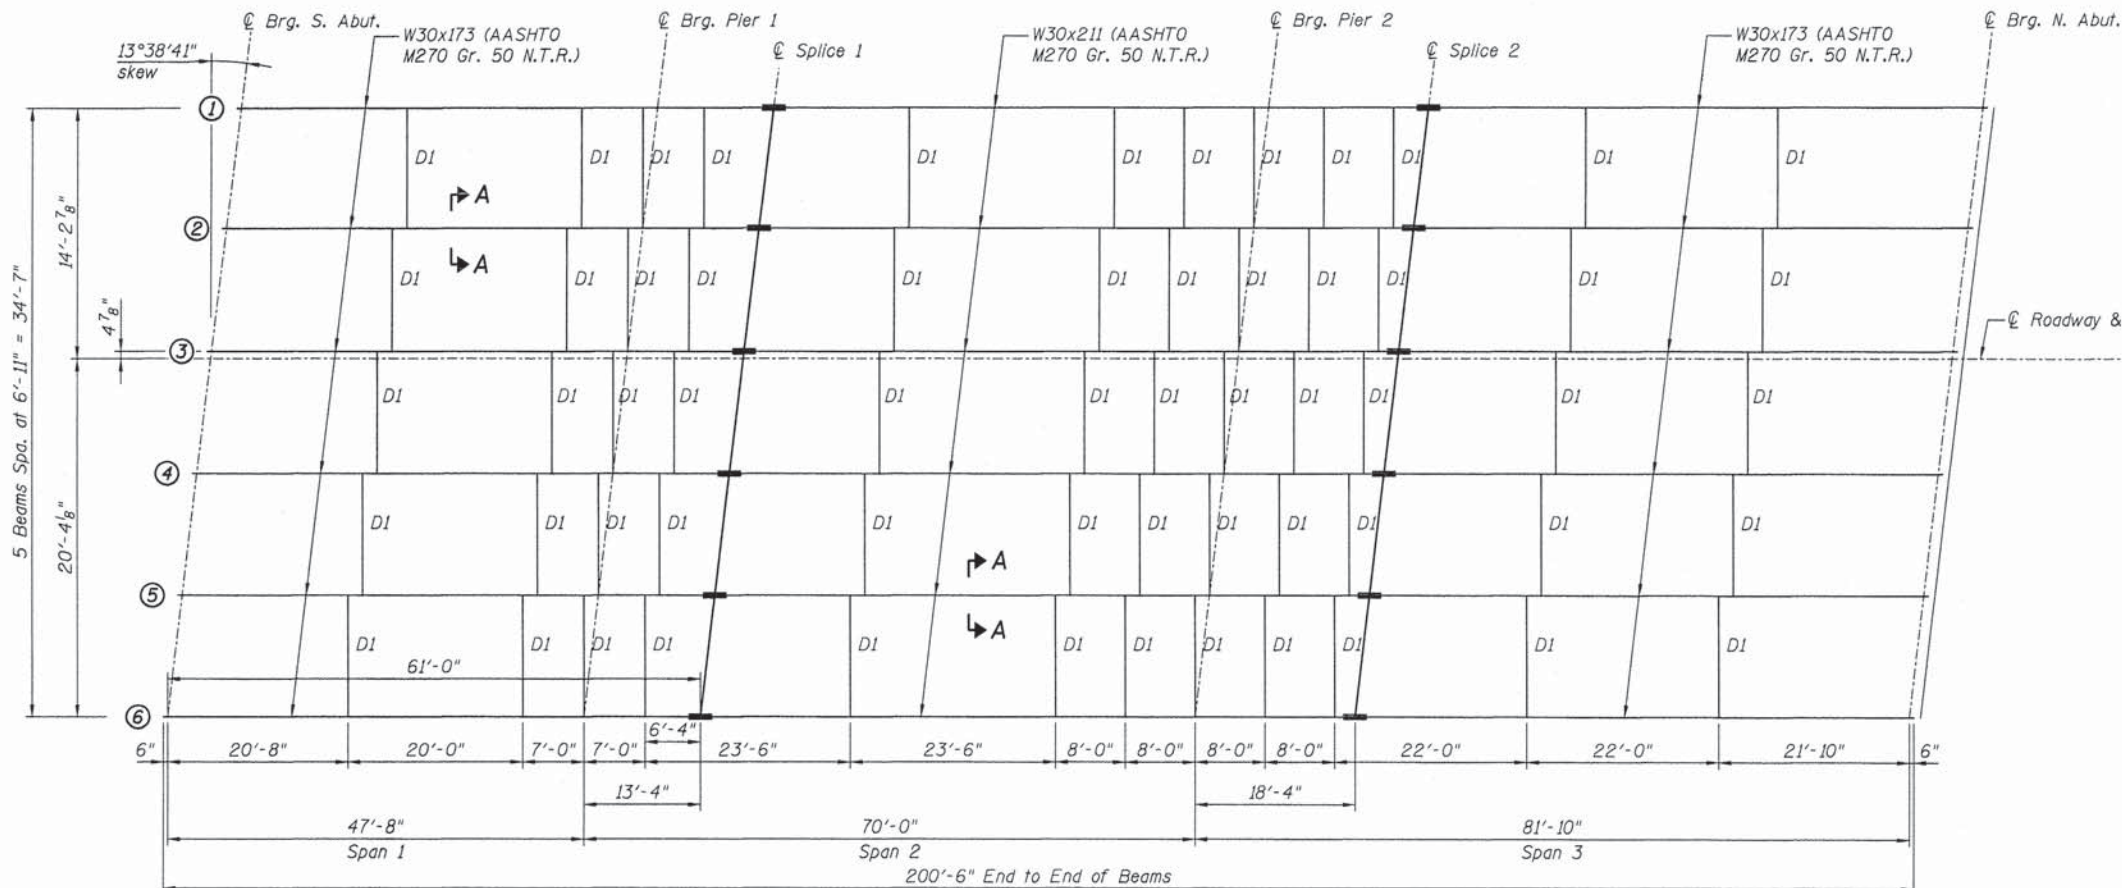 ℄ Brg. S. Abut.
℄ Brg. Pier 1
℄ Brg. Pier 2
℄ Brg. N. Abut.
13°38'41"
skew
W30x173 (AASHTO
M270 Gr. 50 N.T.R.)
℄ Splice 1
W30x211 (AASHTO
M270 Gr. 50 N.T.R.)
℄ Splice 2
W30x173 (AASHTO
M270 Gr. 50 N.T.R.)
1
D1 D1 D1 D1 D1 D1 D1 D1 D1 D1 D1 D1
A
2
A
D1 D1 D1 D1 D1 D1 D1 D1 D1 D1 D1 D1
14'-2 7/8"
4 7/8"
5 Beams Spa. at 6'-11" = 34'-7"
℄ Roadway &
3
D1 D1 D1 D1 D1 D1 D1 D1 D1 D1 D1 D1
4
20'-4 1/8"
D1 D1 D1 D1 D1 D1 D1 D1 D1 D1 D1 D1
A
5
A
D1 D1 D1 D1 D1 D1 D1 D1 D1 D1 D1 D1
61'-0"
6
6'-4"
6" 20'-8" 20'-0" 7'-0" 7'-0" 23'-6" 23'-6" 8'-0" 8'-0" 8'-0" 8'-0" 22'-0" 22'-0" 21'-10" 6"
13'-4" 18'-4"
47'-8" 70'-0" 81'-10"
Span 1 Span 2 Span 3
200'-6" End to End of Beams